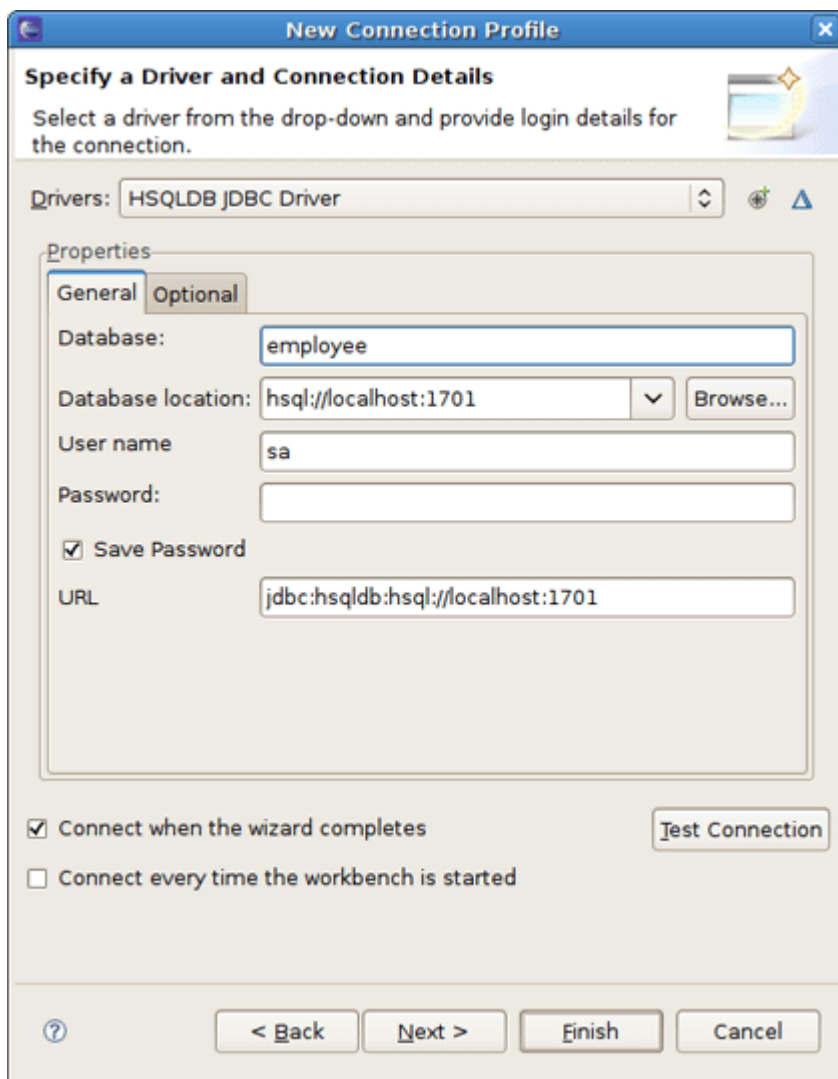 New Connection Profile
Specify a Driver and Connection Details
Select a driver from the drop-down and provide login details for
the connection.
Drivers: HSQLDB JDBC Driver
Properties
General Optional
Database: employee
Database location: hsql://localhost:1701 Browse...
User name sa
Password:
Save Password
URL jdbc:hsqldb:hsql://localhost:1701
Connect when the wizard completes Test Connection
Connect every time the workbench is started
< Back Next > Finish Cancel